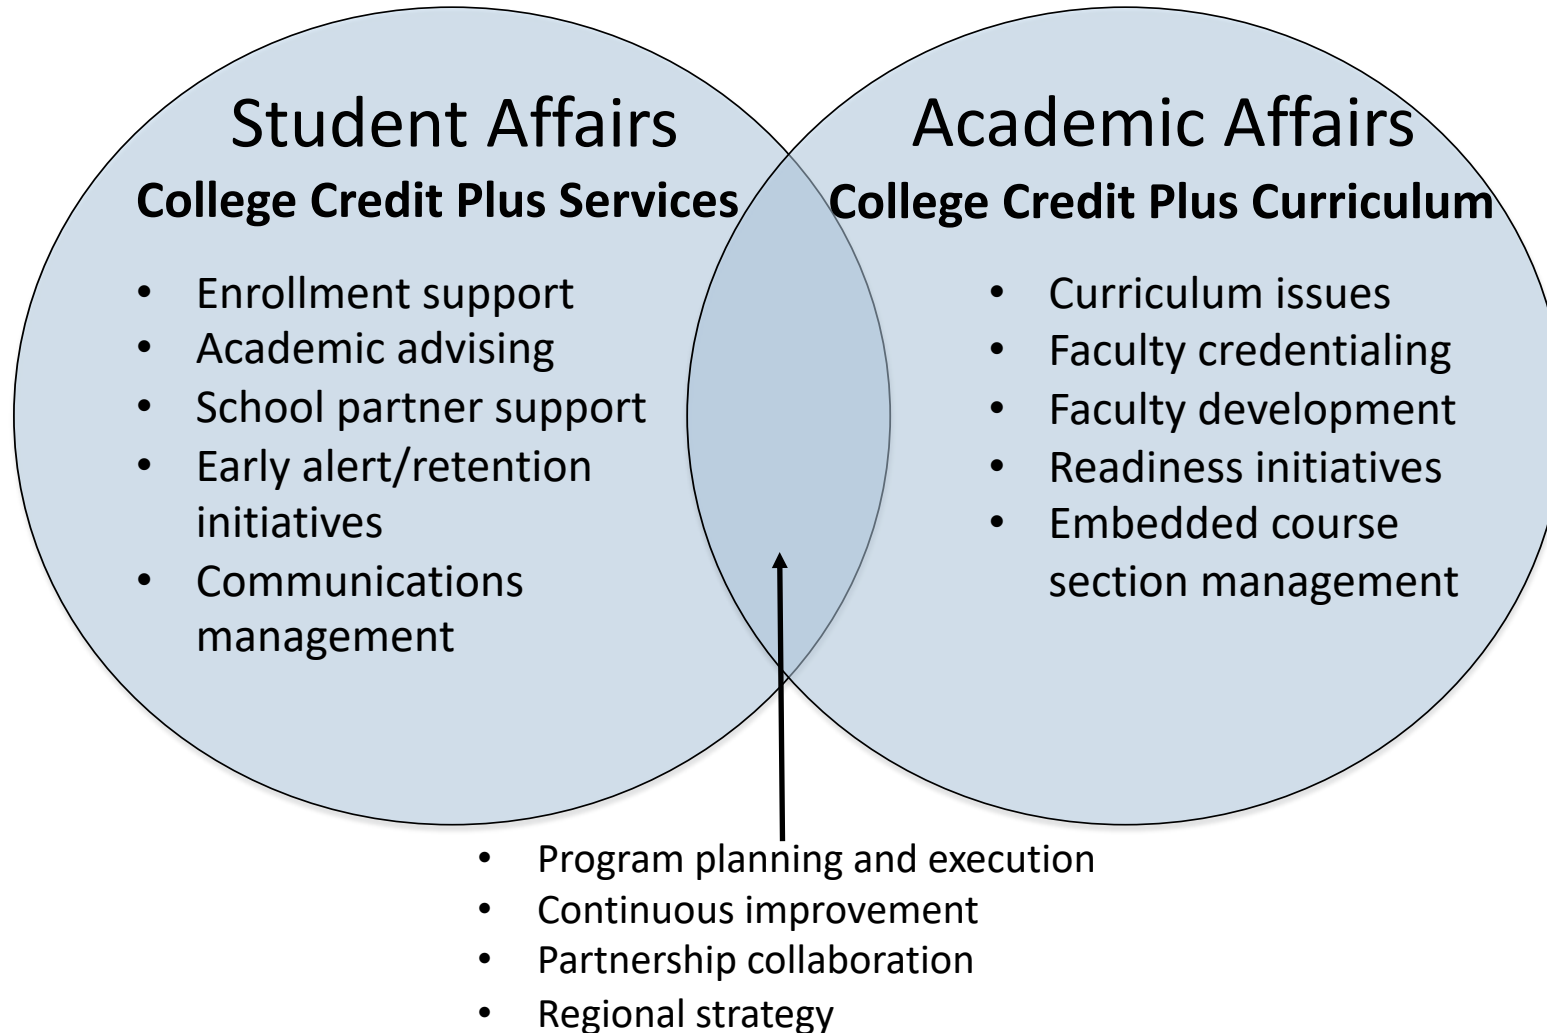 Student Affairs
College Credit Plus Services
• Enrollment support
• Academic advising
• School partner support
• Early alert/retention
initiatives
• Communications
management
Academic Affairs
College Credit Plus Curriculum
• Curriculum issues
• Faculty credentialing
• Faculty development
• Readiness initiatives
• Embedded course
section management
• Program planning and execution
• Continuous improvement
• Partnership collaboration
• Regional strategy